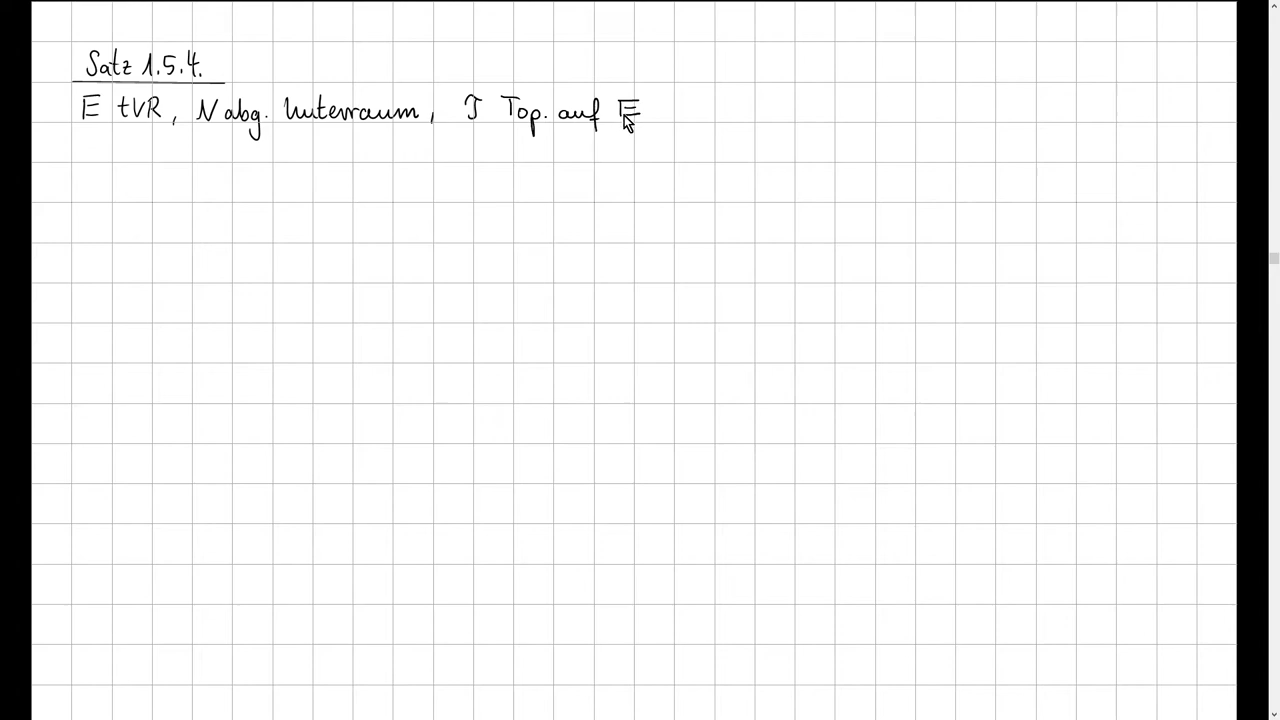 Satz 1.5.4.
E tVR, N abg. Unterraum, T Top. auf E